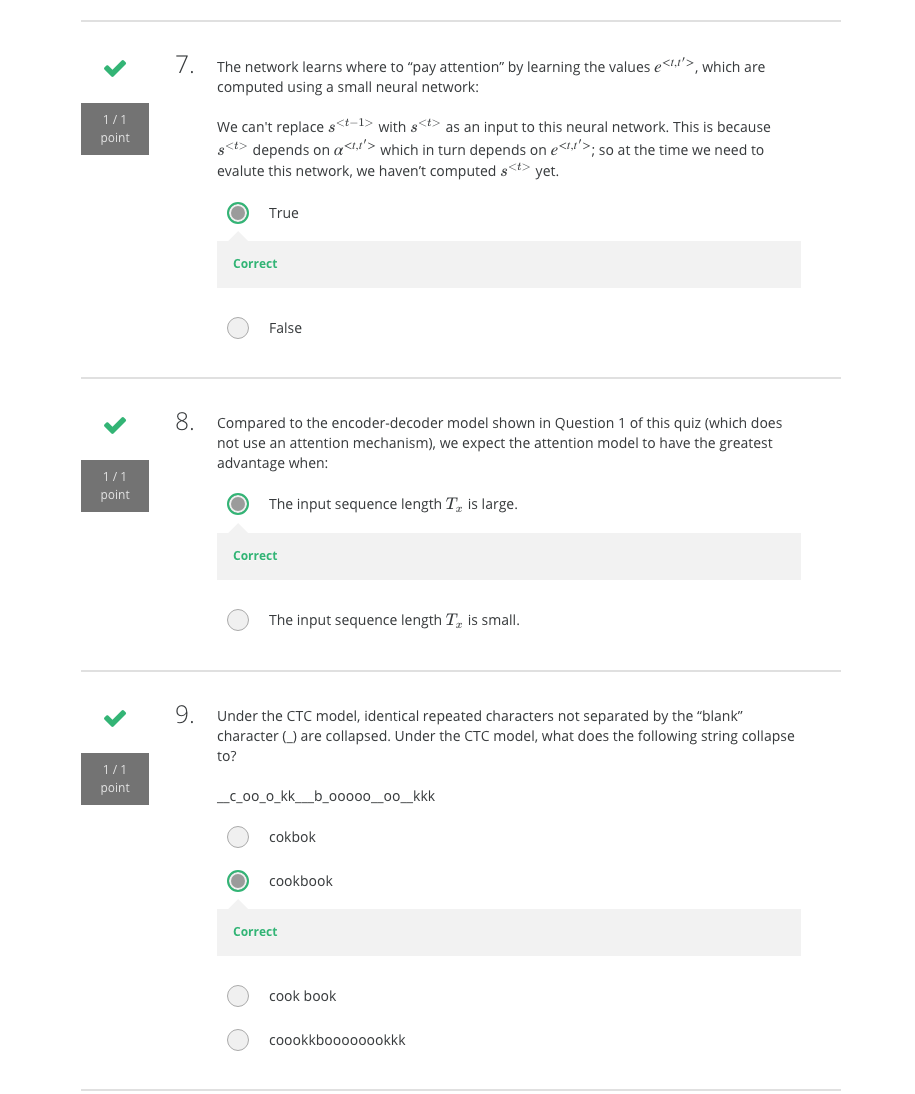 7.
The network learns where to “pay attention” by learning the values e^{<t,t'>}, which are
computed using a small neural network:
1 / 1
point
We can't replace s^{<t−1>} with s^{<t>} as an input to this neural network. This is because
s^{<t>} depends on α^{<t,t'>} which in turn depends on e^{<t,t'>}; so at the time we need to
evalute this network, we haven’t computed s^{<t>} yet.
True
Correct
False
8.
Compared to the encoder-decoder model shown in Question 1 of this quiz (which does
not use an attention mechanism), we expect the attention model to have the greatest
advantage when:
1 / 1
point
The input sequence length T_x is large.
Correct
The input sequence length T_x is small.
9.
Under the CTC model, identical repeated characters not separated by the “blank”
character (_) are collapsed. Under the CTC model, what does the following string collapse
to?
1 / 1
point
__c_oo_o_kk___b_ooooo__oo__kkk
cokbok
cookbook
Correct
cook book
coookkboooooookkk